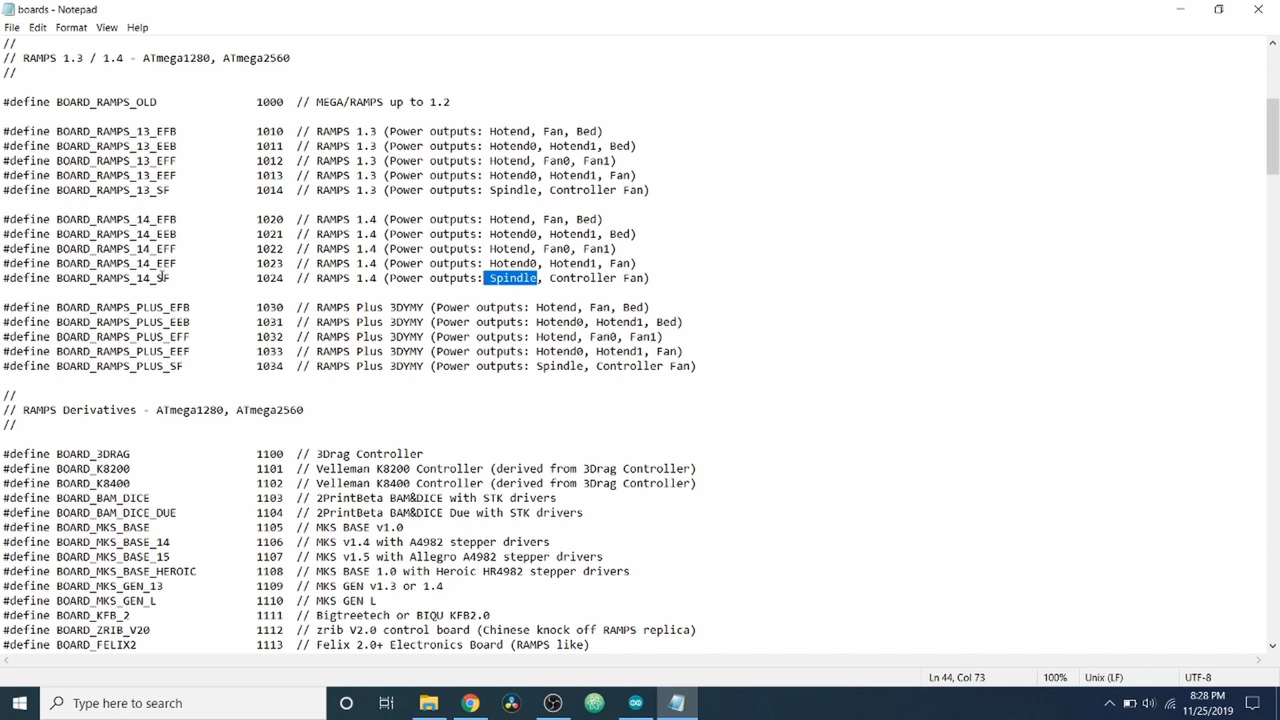 boards - Notepad
File Edit Format View Help
//
// RAMPS 1.3 / 1.4 - ATmega1280, ATmega2560
//
#define BOARD_RAMPS_OLD 1000 // MEGA/RAMPS up to 1.2
#define BOARD_RAMPS_13_EFB 1010 // RAMPS 1.3 (Power outputs: Hotend, Fan, Bed)
#define BOARD_RAMPS_13_EEB 1011 // RAMPS 1.3 (Power outputs: Hotend0, Hotend1, Bed)
#define BOARD_RAMPS_13_EFF 1012 // RAMPS 1.3 (Power outputs: Hotend, Fan0, Fan1)
#define BOARD_RAMPS_13_EEF 1013 // RAMPS 1.3 (Power outputs: Hotend0, Hotend1, Fan)
#define BOARD_RAMPS_13_SF 1014 // RAMPS 1.3 (Power outputs: Spindle, Controller Fan)
#define BOARD_RAMPS_14_EFB 1020 // RAMPS 1.4 (Power outputs: Hotend, Fan, Bed)
#define BOARD_RAMPS_14_EEB 1021 // RAMPS 1.4 (Power outputs: Hotend0, Hotend1, Bed)
#define BOARD_RAMPS_14_EFF 1022 // RAMPS 1.4 (Power outputs: Hotend, Fan0, Fan1)
#define BOARD_RAMPS_14_EEF 1023 // RAMPS 1.4 (Power outputs: Hotend0, Hotend1, Fan)
#define BOARD_RAMPS_14_SF 1024 // RAMPS 1.4 (Power outputs: Spindle, Controller Fan)
#define BOARD_RAMPS_PLUS_EFB 1030 // RAMPS Plus 3DYMY (Power outputs: Hotend, Fan, Bed)
#define BOARD_RAMPS_PLUS_EEB 1031 // RAMPS Plus 3DYMY (Power outputs: Hotend0, Hotend1, Bed)
#define BOARD_RAMPS_PLUS_EFF 1032 // RAMPS Plus 3DYMY (Power outputs: Hotend, Fan0, Fan1)
#define BOARD_RAMPS_PLUS_EEF 1033 // RAMPS Plus 3DYMY (Power outputs: Hotend0, Hotend1, Fan)
#define BOARD_RAMPS_PLUS_SF 1034 // RAMPS Plus 3DYMY (Power outputs: Spindle, Controller Fan)
//
// RAMPS Derivatives - ATmega1280, ATmega2560
//
#define BOARD_3DRAG 1100 // 3Drag Controller
#define BOARD_K8200 1101 // Velleman K8200 Controller (derived from 3Drag Controller)
#define BOARD_K8400 1102 // Velleman K8400 Controller (derived from 3Drag Controller)
#define BOARD_BAM_DICE 1103 // 2PrintBeta BAM&DICE with STK drivers
#define BOARD_BAM_DICE_DUE 1104 // 2PrintBeta BAM&DICE Due with STK drivers
#define BOARD_MKS_BASE 1105 // MKS BASE v1.0
#define BOARD_MKS_BASE_14 1106 // MKS v1.4 with A4982 stepper drivers
#define BOARD_MKS_BASE_15 1107 // MKS v1.5 with Allegro A4982 stepper drivers
#define BOARD_MKS_BASE_HEROIC 1108 // MKS BASE 1.0 with Heroic HR4982 stepper drivers
#define BOARD_MKS_GEN_13 1109 // MKS GEN v1.3 or 1.4
#define BOARD_MKS_GEN_L 1110 // MKS GEN L
#define BOARD_KFB_2 1111 // Bigtreetech or BIQU KFB2.0
#define BOARD_ZRIB_V20 1112 // zrib V2.0 control board (Chinese knock off RAMPS replica)
#define BOARD_FELIX2 1113 // Felix 2.0+ Electronics Board (RAMPS like)
Ln 44, Col 73 100% Unix (LF) UTF-8
Type here to search
8:28 PM
11/25/2019